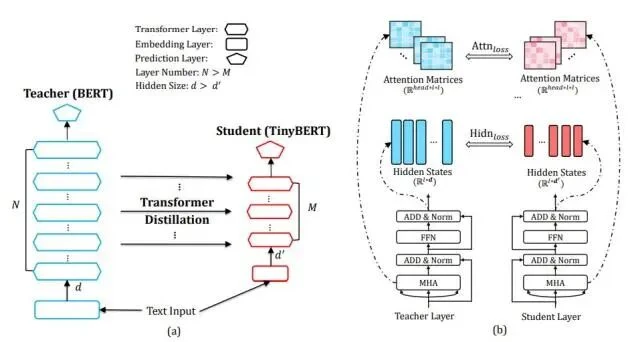 Transformer Layer:
Embedding Layer:
Prediction Layer:
Layer Number: N > M
Hidden Size: d > d′
Teacher (BERT)
Student (TinyBERT)
N
⋮
⋮
Transformer
Distillation
⋮
⋮
M
d
d′
Text Input
(a)
Attn_loss
Attention Matrices
(ℝ^head∗l∗l)
Attention Matrices
(ℝ^head∗l∗l)
...
...
Hidn_loss
...
Hidden States
(ℝ^l∗d)
Hidden States
(ℝ^l∗d′)
ADD & Norm
ADD & Norm
FFN
FFN
ADD & Norm
ADD & Norm
MHA
MHA
Teacher Layer
Student Layer
(b)